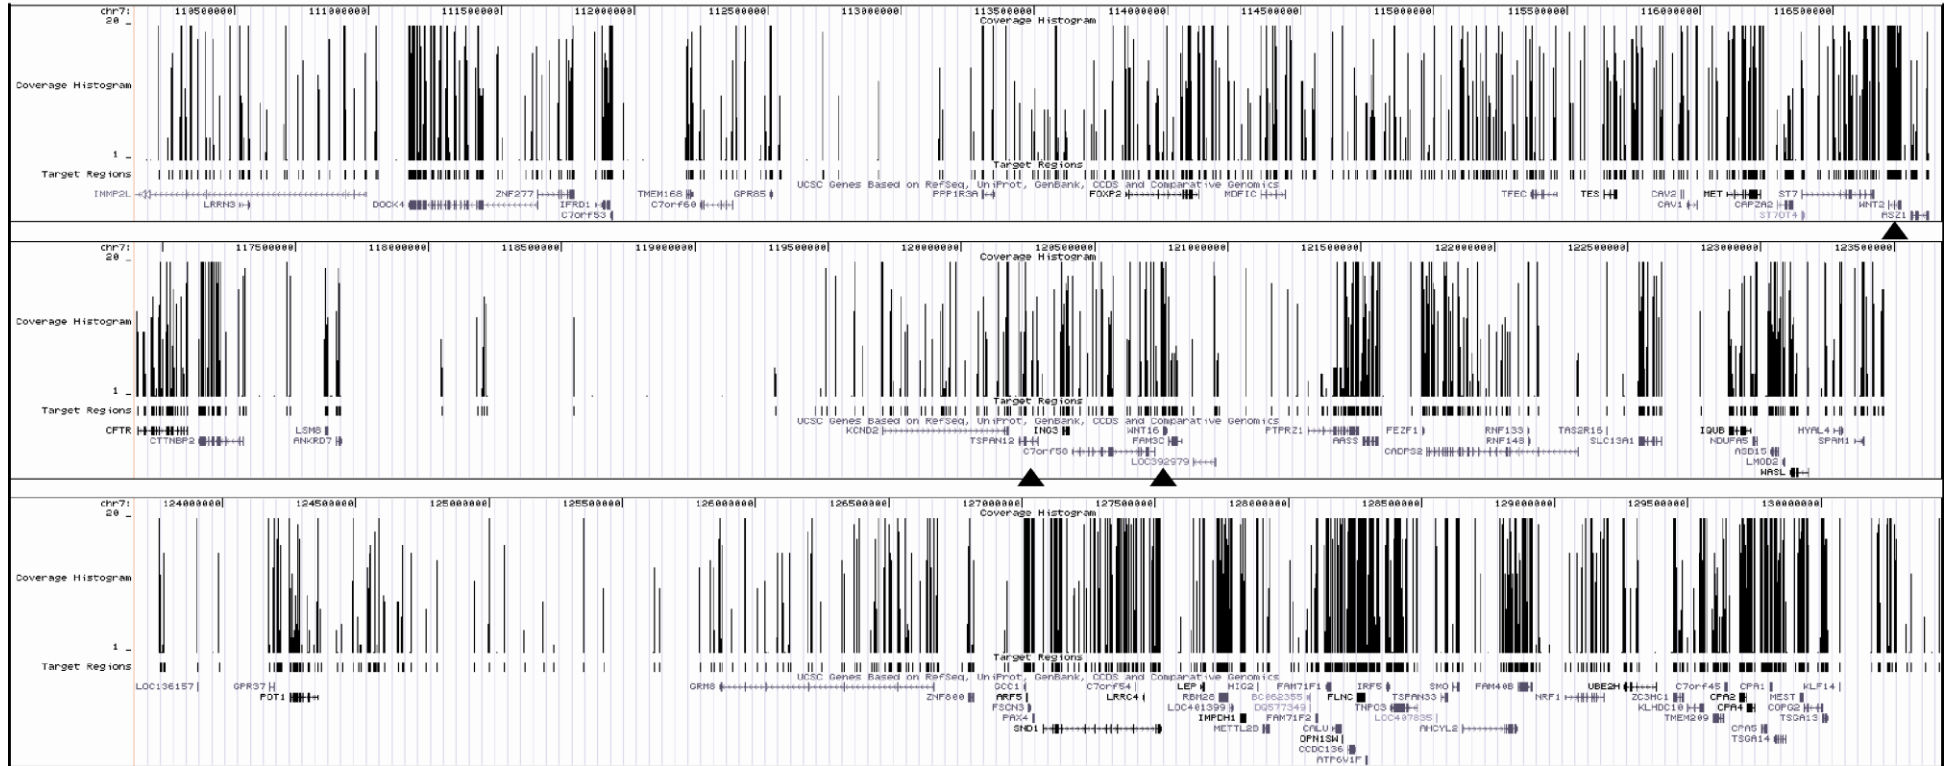 chr7: 110500000| 111000000| 111500000| 112000000| 112500000| 113000000| 113500000| 114000000| 114500000| 115000000| 115500000| 116000000| 116500000|
20 _ Coverage Histogram
Coverage Histogram
1 _
Target Regions
Target Regions
UCSC Genes Based on RefSeq, UniProt, GenBank, CCDS and Comparative Genomics
IMMP2L ZNF277 TMEM168 GPR85 PPP1R3A FOXP2 MDFIC TFEC TES CAV2 MET ST7
LRRN3 DOCK4 IFRD1 C7orf60 CAV1 CAPZA2 WNT2
C7orf53 ST7OT4 ASZ1
chr7: 117500000| 118000000| 118500000| 119000000| 119500000| 120000000| 120500000| 121000000| 121500000| 122000000| 122500000| 123000000| 123500000|
20 _ Coverage Histogram
Coverage Histogram
1 _
Target Regions
Target Regions
UCSC Genes Based on RefSeq, UniProt, GenBank, CCDS and Comparative Genomics
CFTR LSM8 KCND2 ING3 WNT16 PTPRZ1 FEZF1 RNF133 TAS2R16 IQUB HYAL4
CTTNBP2 ANKRD7 TSPAN12 FAM3C AASS RNF148 SLC13A1 NDUFA5 SPAM1
C7orf58 CADPS2 ASB15
LOC392979 LMOD2
WASL
chr7: 124000000| 124500000| 125000000| 125500000| 126000000| 126500000| 127000000| 127500000| 128000000| 128500000| 129000000| 129500000| 130000000|
20 _ Coverage Histogram
Coverage Histogram
1 _
Target Regions
Target Regions
UCSC Genes Based on RefSeq, UniProt, GenBank, CCDS and Comparative Genomics
LOC136157 GPR37 GRM8 GCC1 C7orf54 LEP HIG2 FAM71F1 IRF5 SMO FAM40B UBE2H C7orf45 CPA1 KLF14
POT1 ZNF800 ARF5 LRRC4 RBM28 BC062355 FLNC TSPAN33 NRF1 ZC3HC1 CPA2 MEST
FSCN3 LOC401399 DQ577349 TNPO3 KLHDC10 CPA4 COPG2
PAX4 IMPDH1 FAM71F2 LOC407835 TMEM209 TSGA13
SND1 METTL2B CALU AHCYL2 CPA5
OPN1SW TSGA14
CCDC136
ATP6V1F